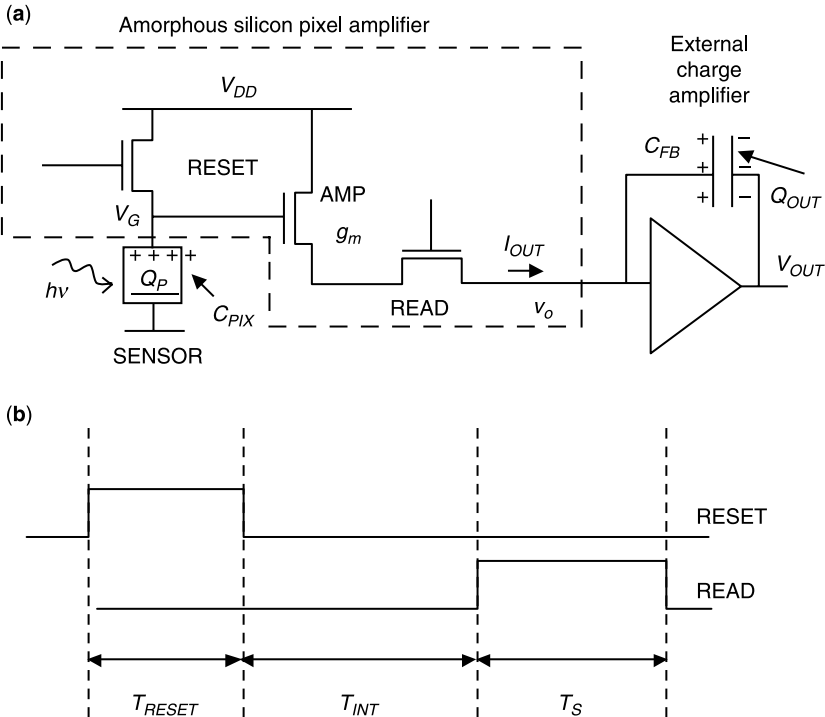 (a)
Amorphous silicon pixel amplifier
External
charge
amplifier
V_DD
RESET
AMP
g_m
V_G
+ + + +
Q_P
hν
C_PIX
SENSOR
READ
I_OUT
v_o
C_FB
+ −
+ −
+ −
Q_OUT
V_OUT
(b)
RESET
READ
T_RESET
T_INT
T_S